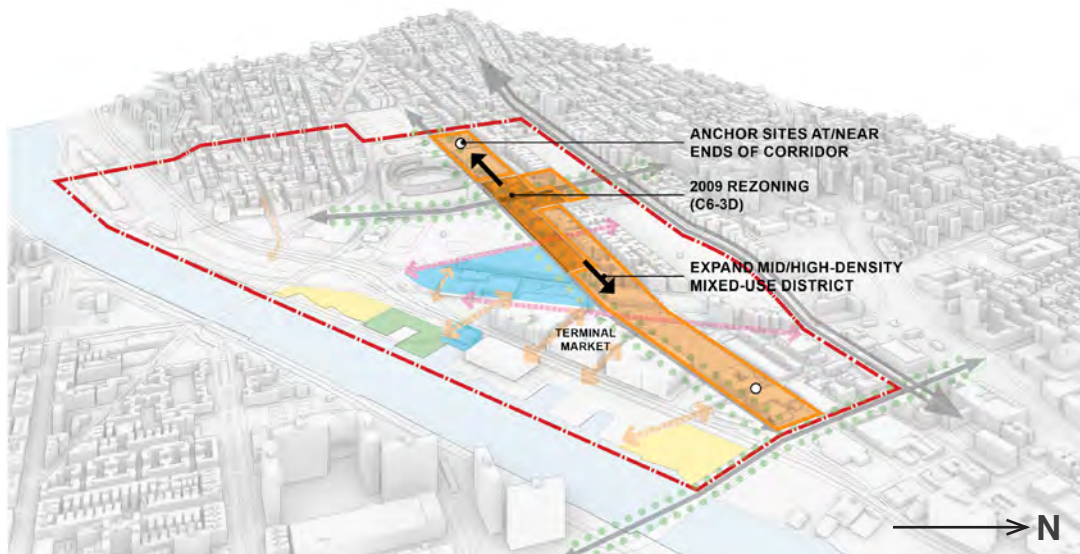 ANCHOR SITES AT/NEAR
ENDS OF CORRIDOR
2009 REZONING
(C6-3D)
EXPAND MID/HIGH-DENSITY
MIXED-USE DISTRICT
TERMINAL
MARKET
N